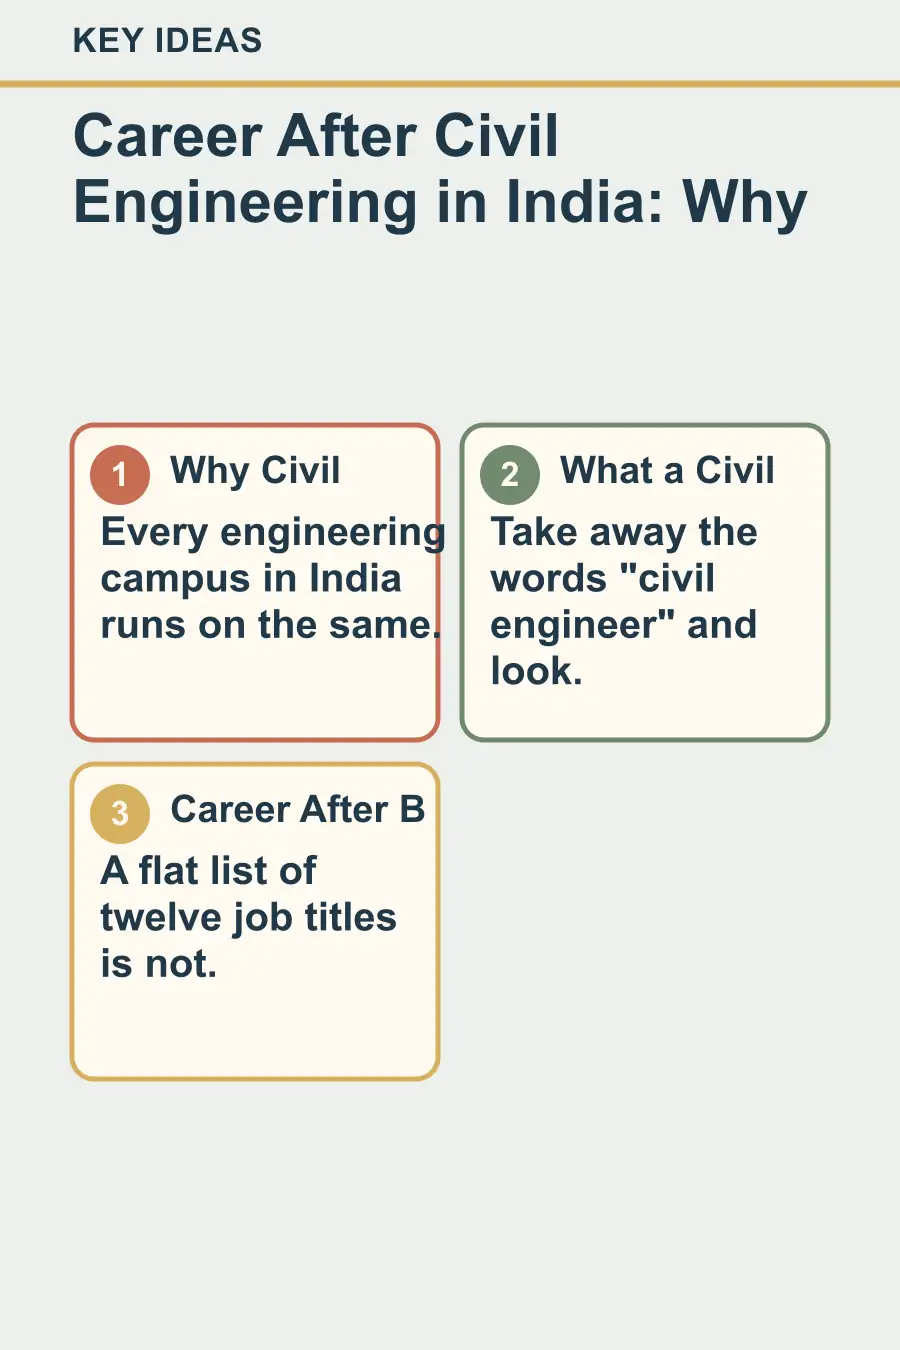 KEY IDEAS
Career After Civil
Engineering in India: Why
1 Why Civil
Every engineering
campus in India
runs on the same.
2 What a Civil
Take away the
words "civil
engineer" and
look.
3 Career After B
A flat list of
twelve job titles
is not.